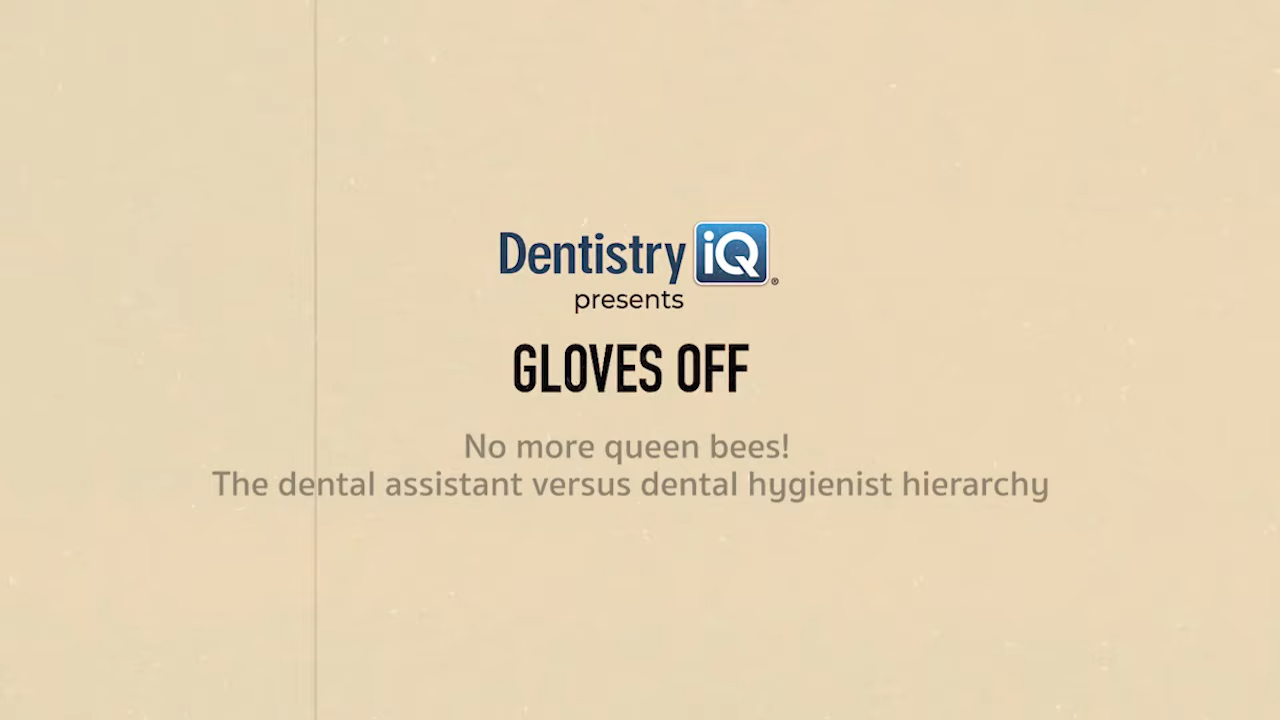 Dentistry iQ®
presents
GLOVES OFF
No more queen bees!
The dental assistant versus dental hygienist hierarchy